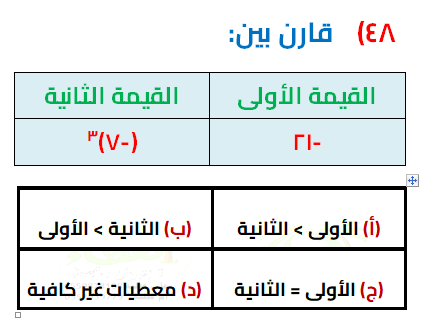 ٤٨) قارن بين:
القيمة الأولى القيمة الثانية
-٢١ (-٧)٣
(أ) الأولى > الثانية (ب) الثانية > الأولى
(ج) الأولى = الثانية (د) معطيات غير كافية